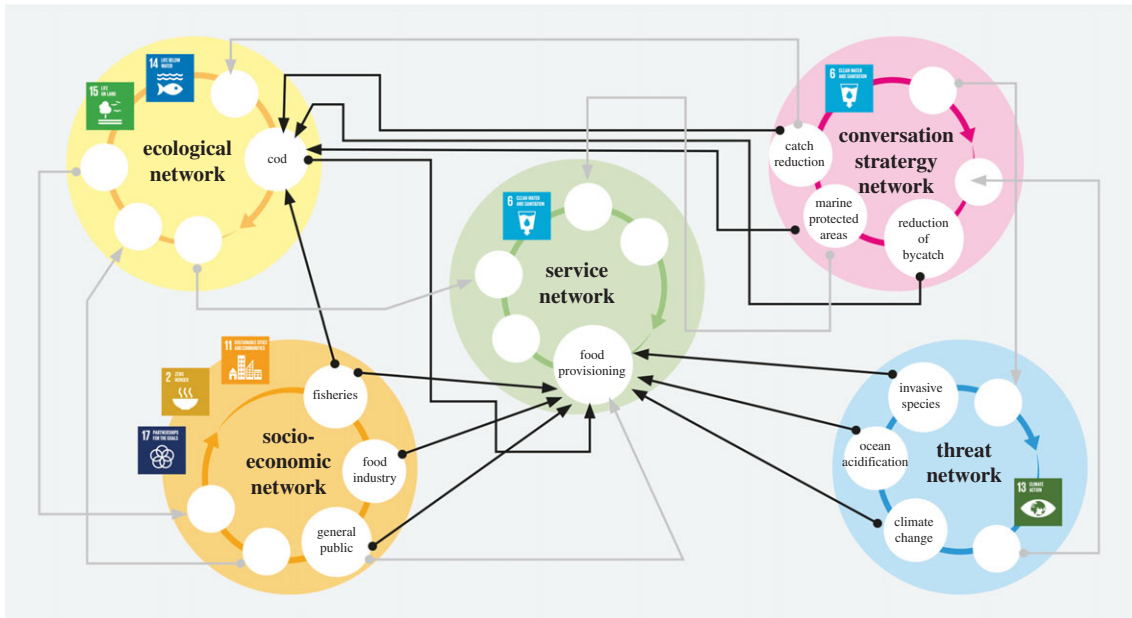 14 LIFE BELOW
WATER
15 LIFE
ON LAND
ecological
network
cod
6 CLEAN WATER
AND SANITATION
catch
reduction
conversation
stratergy
network
marine
protected
areas
reduction
of
bycatch
6 CLEAN WATER
AND SANITATION
service
network
food
provisioning
11 SUSTAINABLE CITIES
AND COMMUNITIES
2 ZERO
HUNGER
17 PARTNERSHIPS
FOR THE GOALS
fisheries
socio-
economic
network
food
industry
general
public
invasive
species
ocean
acidification
threat
network
climate
change
13 CLIMATE
ACTION